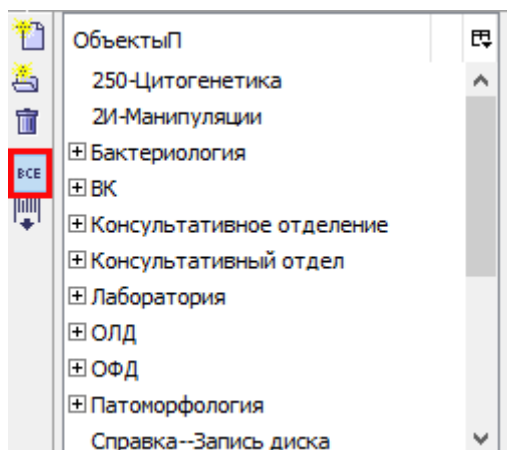 ОбъектыП
250-Цитогенетика
2И-Манипуляции
Бактериология
ВСЕ
ВК
Консультативное отделение
Консультативный отдел
Лаборатория
ОЛД
ОФД
Патоморфология
Справка--Запись диска